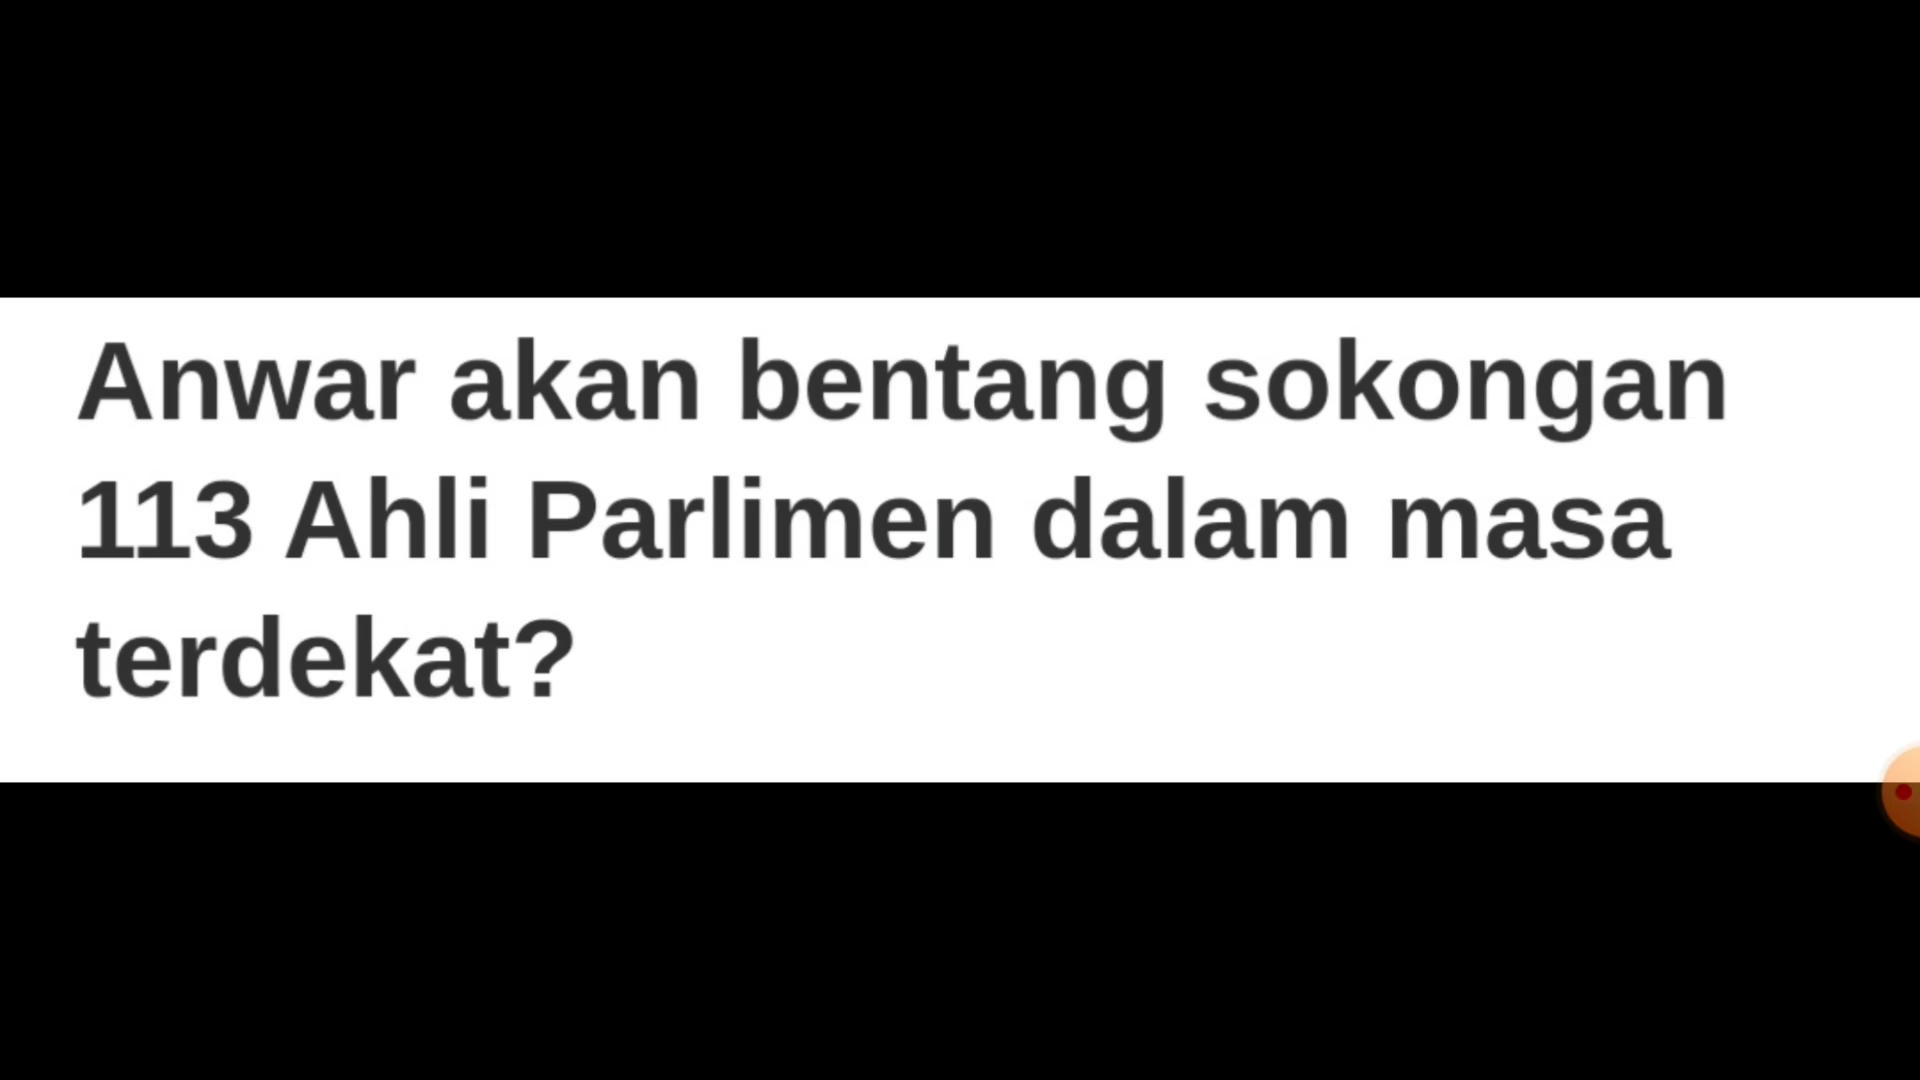 Anwar akan bentang sokongan
113 Ahli Parlimen dalam masa
terdekat?